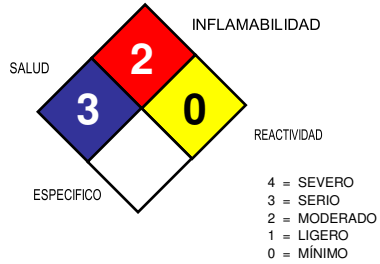 INFLAMABILIDAD
SALUD
2
3
0
REACTIVIDAD
ESPECIFICO
4 = SEVERO
3 = SERIO
2 = MODERADO
1 = LIGERO
0 = MÍNIMO